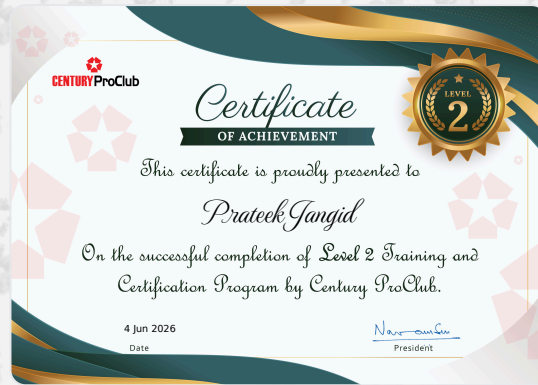 CENTURY ProClub
Certificate
OF ACHIEVEMENT
LEVEL
2
This certificate is proudly presented to
Prateek Jangid
On the successful completion of Level 2 Training and
Certification Program by Century ProClub.
4 Jun 2026
Date
President